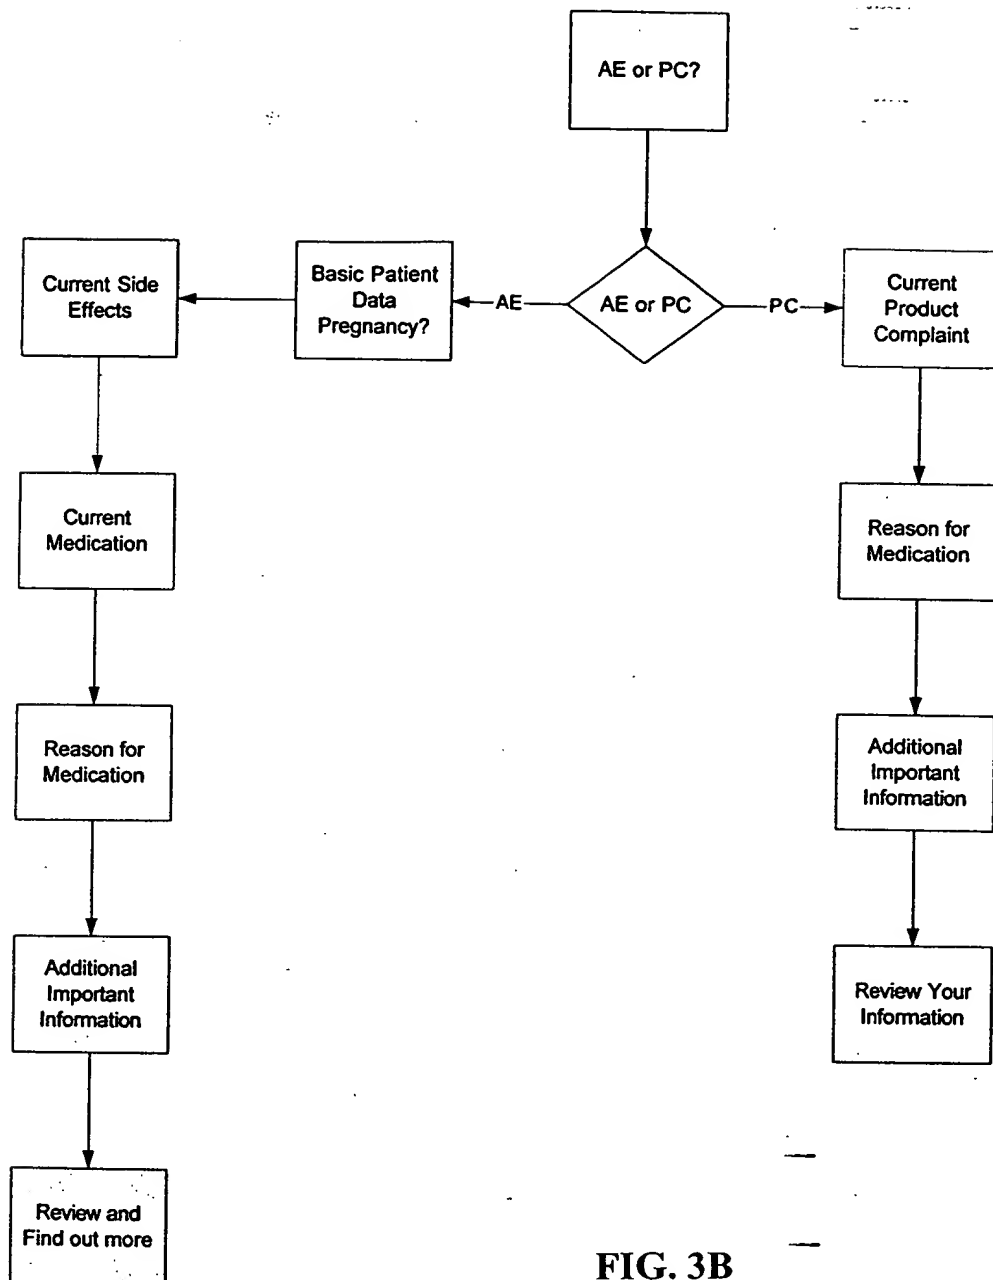 AE or PC?
Current Side
Effects
Basic Patient
Data
Pregnancy?
AE
AE or PC
PC
Current
Product
Complaint
Current
Medication
Reason for
Medication
Reason for
Medication
Additional
Important
Information
Additional
Important
Information
Review Your
Information
Review and
Find out more
FIG. 3B